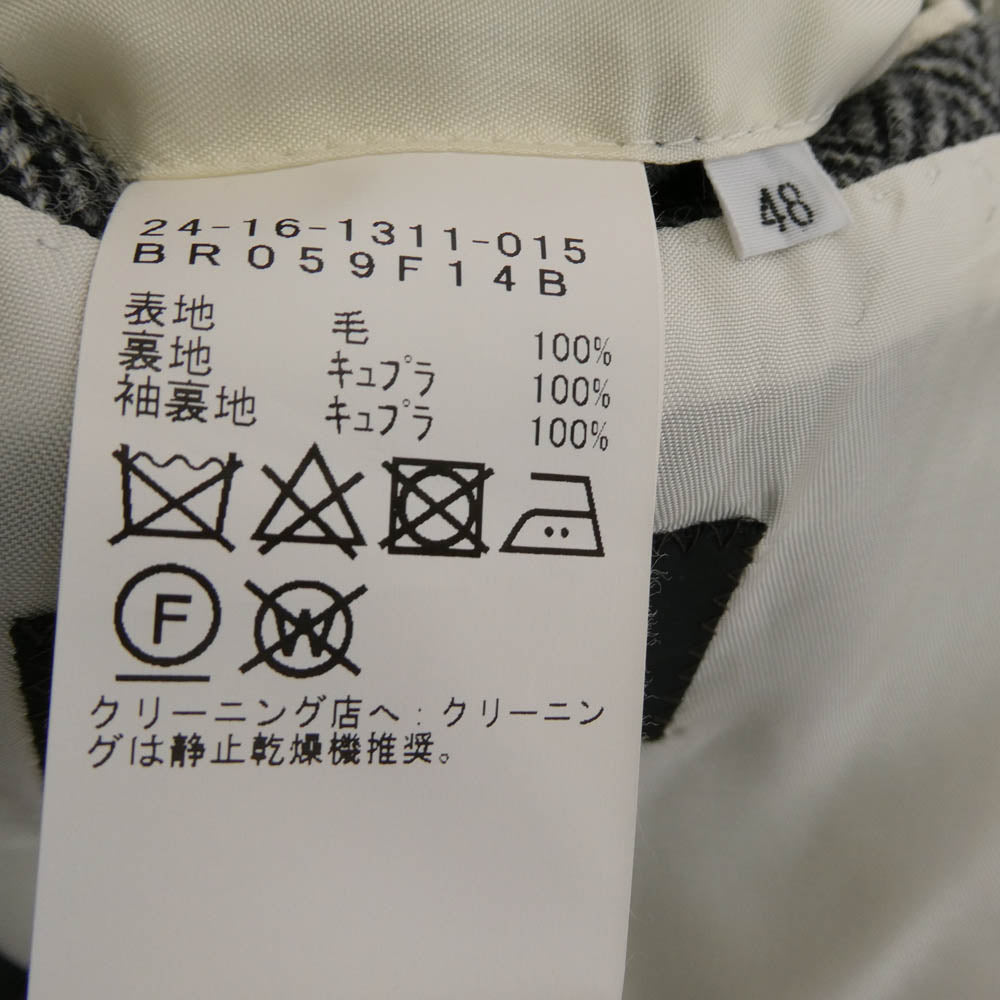 48
24-16-1311-015
BR059F14B
表地 毛 100%
裏地 キュプラ 100%
袖裏地 キュプラ 100%
F W
クリーニング店へ:クリーニン
グは静止乾燥機推奨。